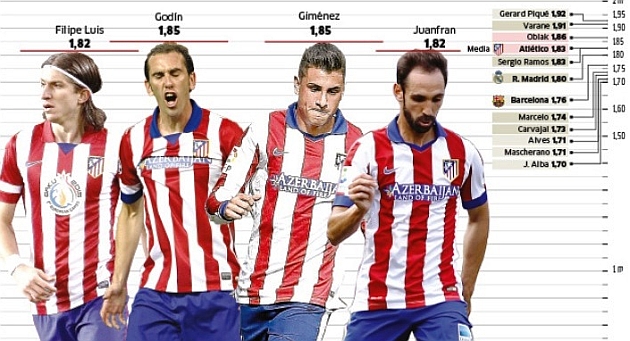 Filipe Luis
1,82
Godín
1,85
Giménez
1,85
Juanfran
1,82
Gerard Piqué 1,92
Varane 1,91
Oblak 1,86
Media Atlético 1,83
Sergio Ramos 1,83
R. Madrid 1,80
Barcelona 1,76
Marcelo 1,74
Carvajal 1,73
Alves 1,71
Mascherano 1,71
J. Alba 1,70
2m
1,95
1,90
1,85
1,80
1,75
1,70
1,65
1,60
1,50
1m
AZERBAIJAN
LAND OF FIRE
AZERBAIJAN
LAND OF FIRE
AZERBAIJAN
LAND OF FIRE